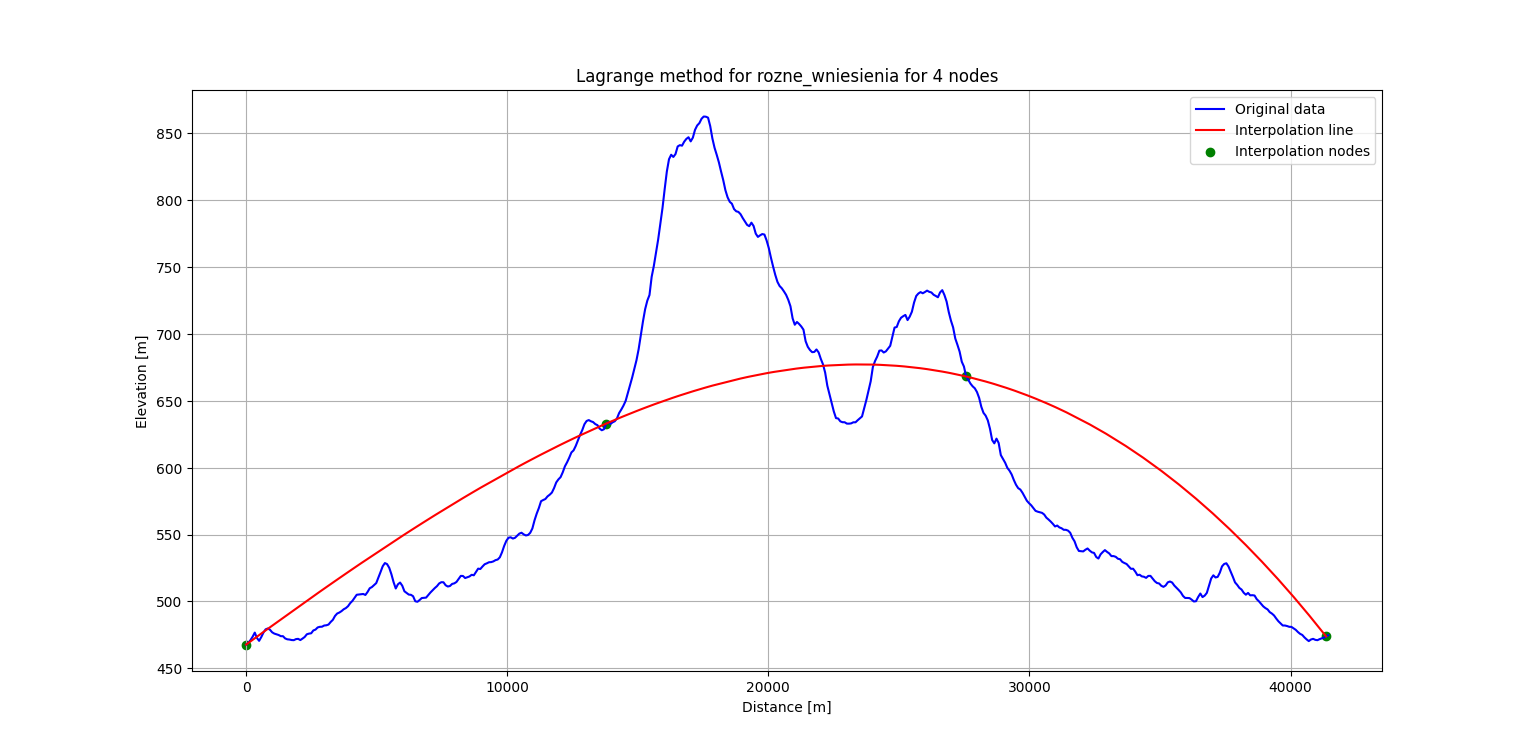 Lagrange method for rozne_wniesienia for 4 nodes
Original data
Interpolation line
Interpolation nodes
850
800
750
700
650
600
550
500
450
Elevation [m]
0
10000
20000
30000
40000
Distance [m]